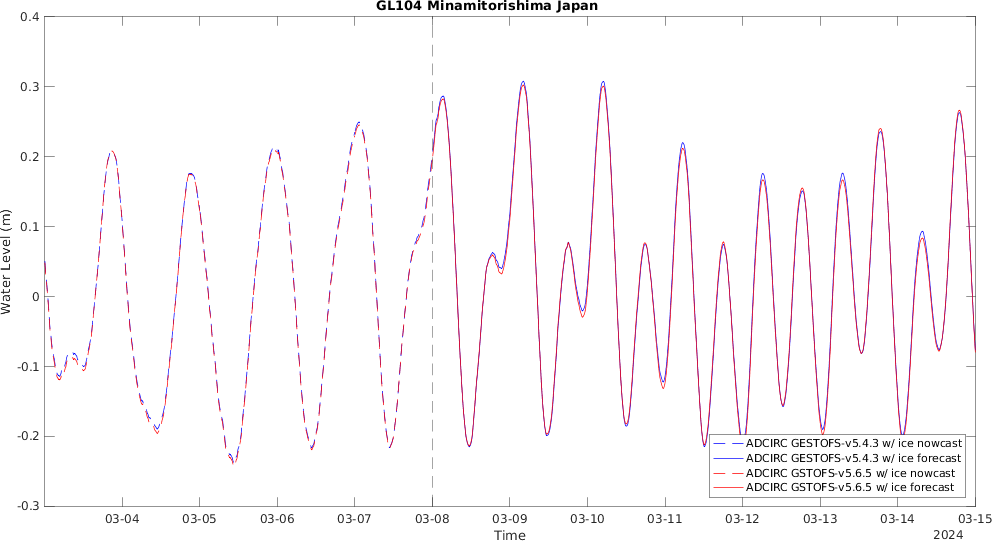 GL104 Minamitorishima Japan
0.4
0.3
0.2
0.1
0
-0.1
-0.2
-0.3
Water Level (m)
ADCIRC GESTOFS-v5.4.3 w/ ice nowcast
ADCIRC GESTOFS-v5.4.3 w/ ice forecast
ADCIRC GSTOFS-v5.6.5 w/ ice nowcast
ADCIRC GSTOFS-v5.6.5 w/ ice forecast
03-04 03-05 03-06 03-07 03-08 03-09 03-10 03-11 03-12 03-13 03-14 03-15
Time
2024